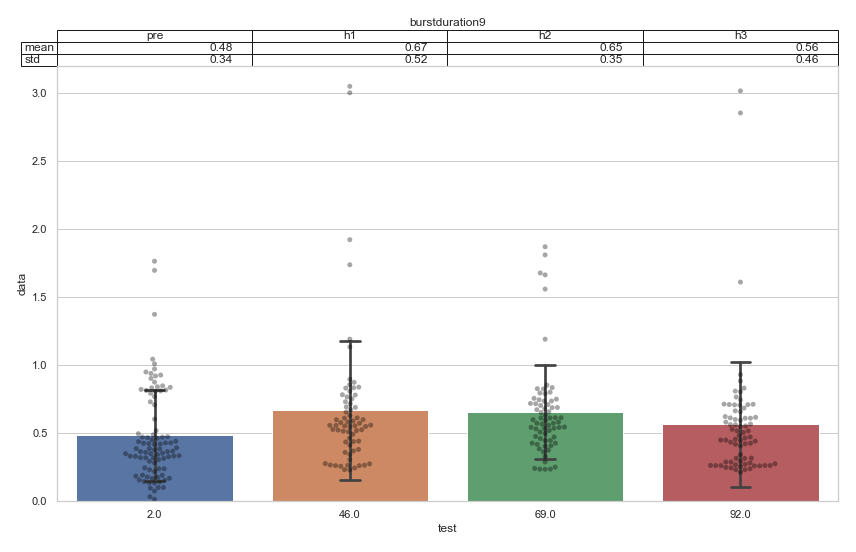 burstduration9
pre h1 h2 h3
mean 0.48 0.67 0.65 0.56
std 0.34 0.52 0.35 0.46
3.0
2.5
2.0
1.5
1.0
0.5
0.0
data
2.0 46.0 69.0 92.0
test